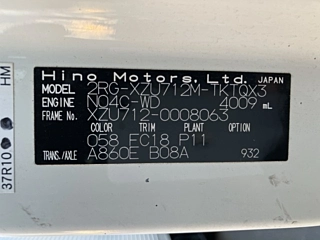 Hino Motors, Ltd. JAPAN
MODEL 2RG-XZU712M-TKTQX3
ENGINE N04C-WD 4009 mL
FRAME No. XZU712-0008063
COLOR TRIM PLANT OPTION
058 FC18 P11
TRANS./AXLE A860E B08A 932
HM
37R10